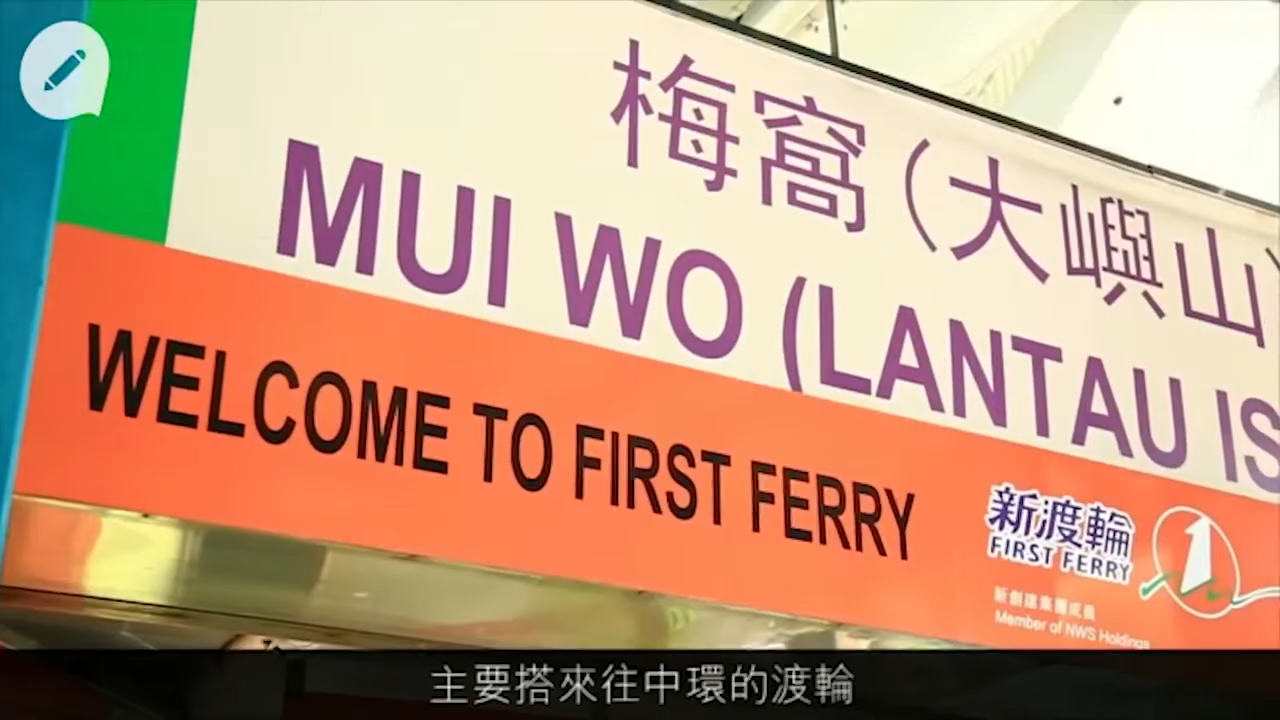 梅窩(大嶼山)
MUI WO (LANTAU IS
WELCOME TO FIRST FERRY
新渡輪
FIRST FERRY
新創建集團成員
Member of NWS Holdings
主要搭來往中環的渡輪